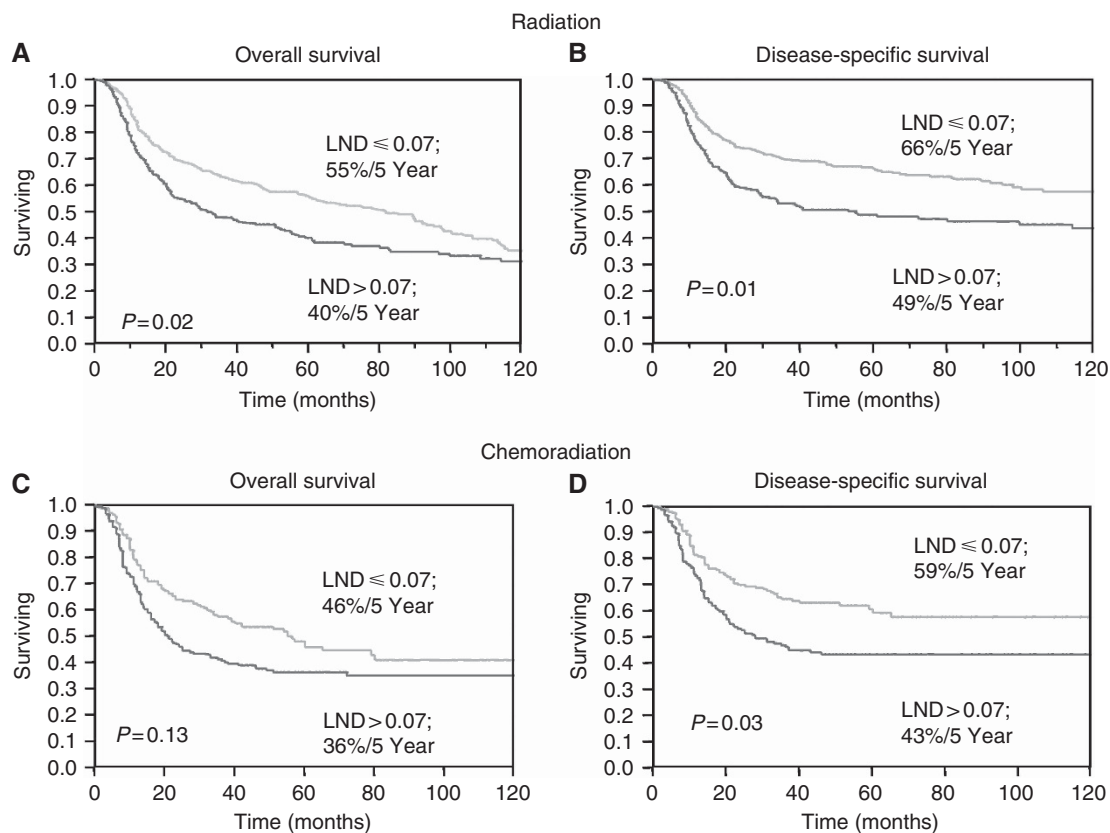 Radiation
A
Overall survival
1.0
0.9
0.8
0.7
0.6
0.5
0.4
0.3
0.2
0.1
0.0
Surviving
LND ⩽ 0.07;
55%/5 Year
LND > 0.07;
40%/5 Year
P=0.02
0 20 40 60 80 100 120
Time (months)
B
Disease-specific survival
1.0
0.9
0.8
0.7
0.6
0.5
0.4
0.3
0.2
0.1
0.0
Surviving
LND ⩽ 0.07;
66%/5 Year
P=0.01
LND > 0.07;
49%/5 Year
0 20 40 60 80 100 120
Time (months)
Chemoradiation
C
Overall survival
1.0
0.9
0.8
0.7
0.6
0.5
0.4
0.3
0.2
0.1
0.0
Surviving
LND ⩽ 0.07;
46%/5 Year
P=0.13
LND > 0.07;
36%/5 Year
0 20 40 60 80 100 120
Time (months)
D
Disease-specific survival
1.0
0.9
0.8
0.7
0.6
0.5
0.4
0.3
0.2
0.1
0.0
Surviving
LND ⩽ 0.07;
59%/5 Year
P=0.03
LND > 0.07;
43%/5 Year
0 20 40 60 80 100 120
Time (months)